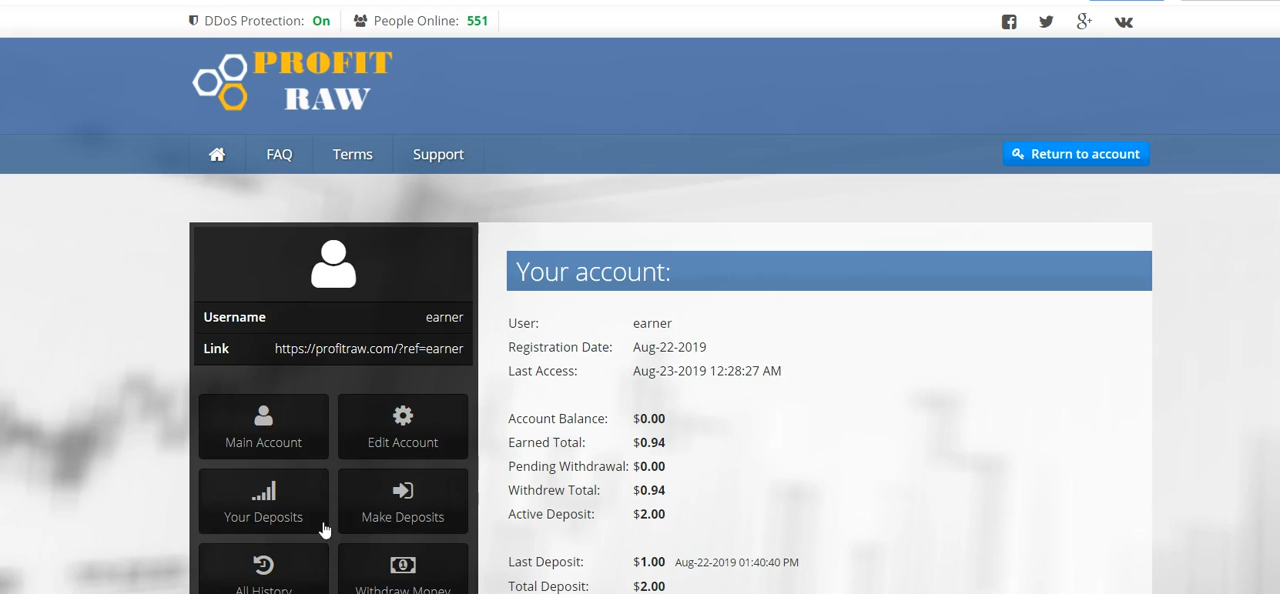 DDoS Protection: On People Online: 551
PROFIT
RAW
FAQ Terms Support Return to account
Your account:
Username earner
Link https://profitraw.com/?ref=earner
Main Account Edit Account
Your Deposits Make Deposits
All History Withdraw Money
User: earner
Registration Date: Aug-22-2019
Last Access: Aug-23-2019 12:28:27 AM
Account Balance: $0.00
Earned Total: $0.94
Pending Withdrawal: $0.00
Withdrew Total: $0.94
Active Deposit: $2.00
Last Deposit: $1.00 Aug-22-2019 01:40:40 PM
Total Deposit: $2.00